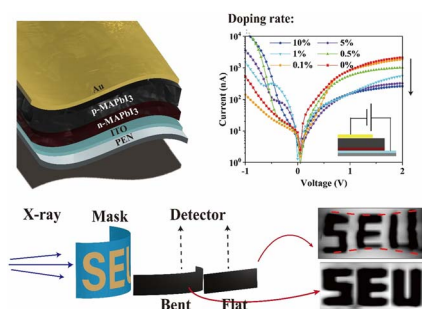 Au
p-MAPbI3
n-MAPbI3
ITO
PEN
Doping rate:
10% 5%
1% 0.5%
0.1% 0%
Current (nA)
10⁴
10³
10²
10¹
10⁰
-1 0 1 2
Voltage (V)
X-ray
Mask
Detector
SEU
Bent
Flat
SEU
SEU